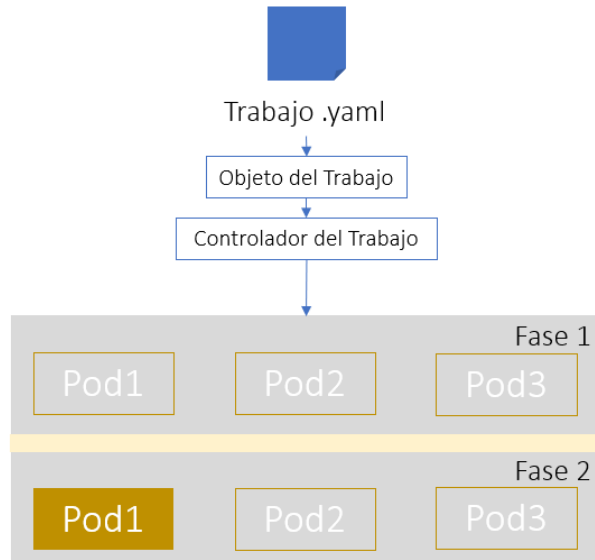 Trabajo .yaml
Objeto del Trabajo
Controlador del Trabajo
Fase 1
Pod1 Pod2 Pod3
Fase 2
Pod1 Pod2 Pod3